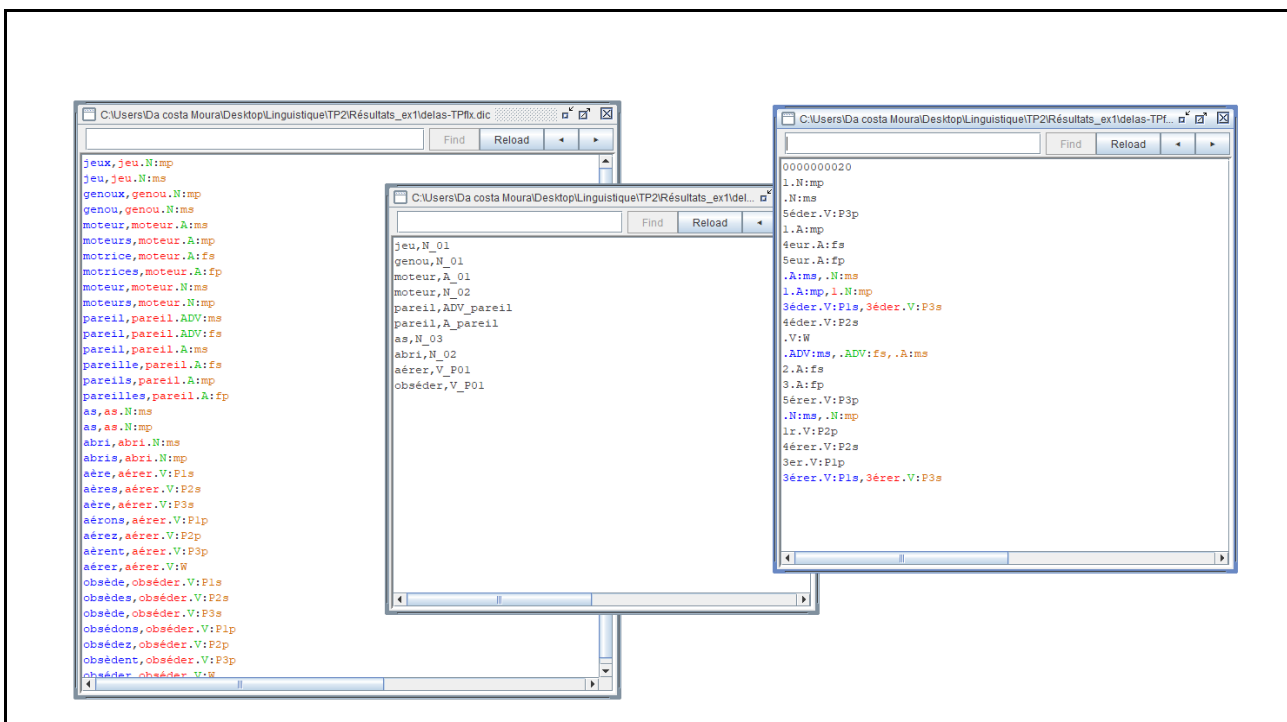 C:\Users\Da costa Moura\Desktop\Linguistique\TP2\Résultats_ex1\delas-TPflx.dic
Find Reload
jeux,jeu.N:mp
jeu,jeu.N:ms
genoux,genou.N:mp
genou,genou.N:ms
moteur,moteur.A:ms
moteurs,moteur.A:mp
motrice,moteur.A:fs
motrices,moteur.A:fp
moteur,moteur.N:ms
moteurs,moteur.N:mp
pareil,pareil.ADV:ms
pareil,pareil.ADV:fs
pareil,pareil.A:ms
pareille,pareil.A:fs
pareils,pareil.A:mp
pareilles,pareil.A:fp
as,as.N:ms
as,as.N:mp
abri,abri.N:ms
abris,abri.N:mp
aère,aérer.V:P1s
aères,aérer.V:P2s
aère,aérer.V:P3s
aérons,aérer.V:P1p
aérez,aérer.V:P2p
aèrent,aérer.V:P3p
aérer,aérer.V:W
obsède,obséder.V:P1s
obsèdes,obséder.V:P2s
obsède,obséder.V:P3s
obsédons,obséder.V:P1p
obsédez,obséder.V:P2p
obsèdent,obséder.V:P3p
obséder,obséder.V:W
C:\Users\Da costa Moura\Desktop\Linguistique\TP2\Résultats_ex1\del...
Find Reload
jeu,N_01
genou,N_01
moteur,A_01
moteur,N_02
pareil,ADV_pareil
pareil,A_pareil
as,N_03
abri,N_02
aérer,V_P01
obséder,V_P01
C:\Users\Da costa Moura\Desktop\Linguistique\TP2\Résultats_ex1\delas-TPf...
Find Reload
0000000020
1.N:mp
.N:ms
5éder.V:P3p
1.A:mp
4eur.A:fs
5eur.A:fp
.A:ms,.N:ms
1.A:mp,1.N:mp
3éder.V:P1s,3éder.V:P3s
4éder.V:P2s
.V:W
.ADV:ms,.ADV:fs,.A:ms
2.A:fs
3.A:fp
5érer.V:P3p
.N:ms,.N:mp
1r.V:P2p
4érer.V:P2s
3er.V:P1p
3érer.V:P1s,3érer.V:P3s